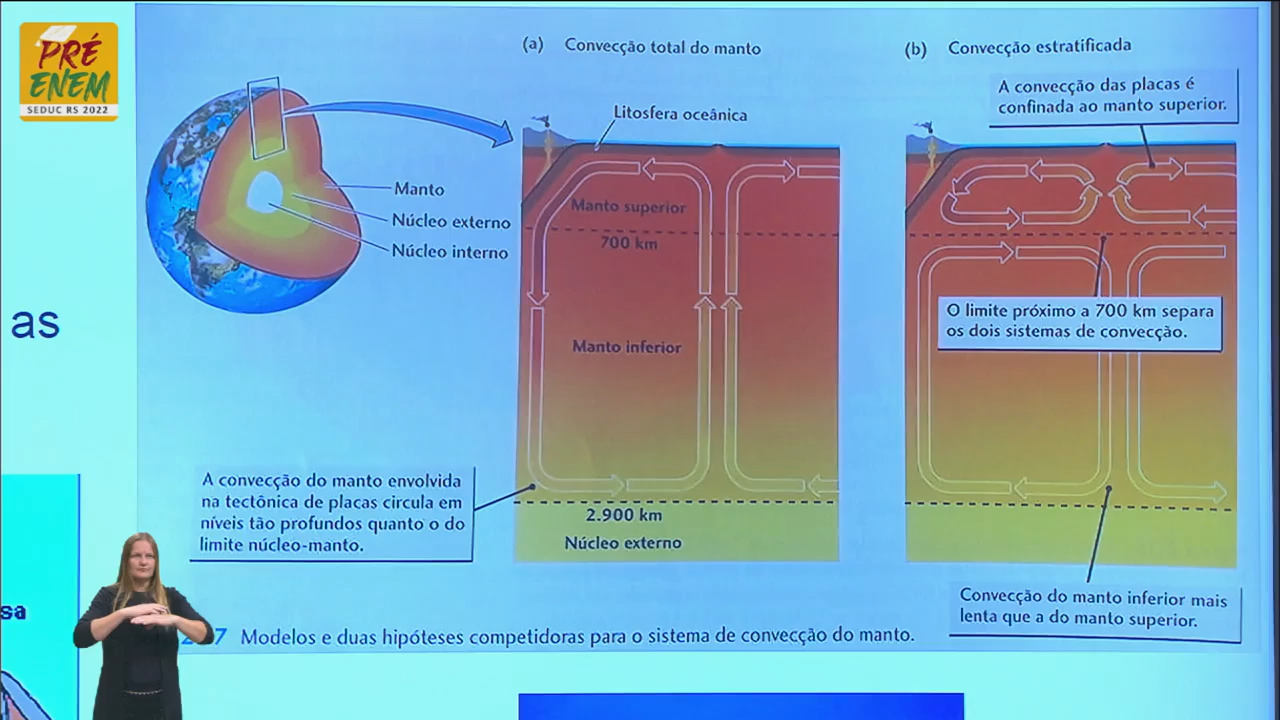 PRÉ
ENEM
SEDUC RS 2022
as
sa
(a) Convecção total do manto
Litosfera oceânica
Manto
Núcleo externo
Núcleo interno
Manto superior
700 km
Manto inferior
A convecção do manto envolvida
na tectônica de placas circula em
níveis tão profundos quanto o do
limite núcleo-manto.
2.900 km
Núcleo externo
(b) Convecção estratificada
A convecção das placas é
confinada ao manto superior.
O limite próximo a 700 km separa
os dois sistemas de convecção.
Convecção do manto inferior mais
lenta que a do manto superior.
7 Modelos e duas hipóteses competidoras para o sistema de convecção do manto.